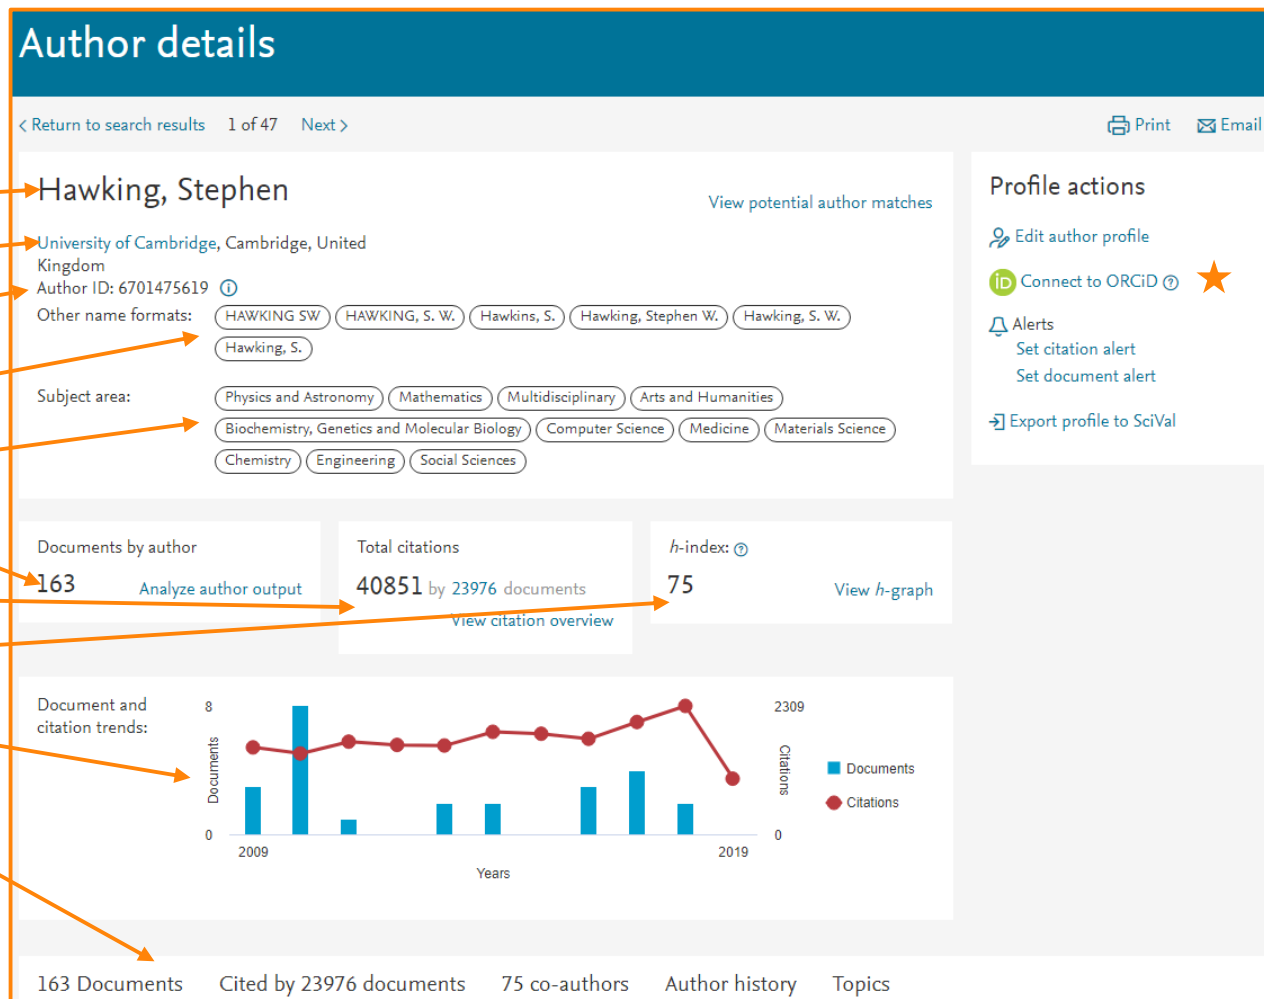 Author details
Return to search results 1 of 47 Next
Print Email
Hawking, Stephen
View potential author matches
University of Cambridge, Cambridge, United
Kingdom
Author ID: 6701475619
Other name formats: HAWKING SW HAWKING, S. W. Hawkins, S. Hawking, Stephen W. Hawking, S. W.
Hawking, S.
Subject area: Physics and Astronomy Mathematics Multidisciplinary Arts and Humanities
Biochemistry, Genetics and Molecular Biology Computer Science Medicine Materials Science
Chemistry Engineering Social Sciences
Profile actions
Edit author profile
iD Connect to ORCiD ?
Alerts
Set citation alert
Set document alert
Export profile to SciVal
Documents by author
163 Analyze author output
Total citations
40851 by 23976 documents
View citation overview
h-index: ?
75 View h-graph
Document and
citation trends:
8
Documents
0
2009
2019
Years
2309
Citations
0
Documents
Citations
163 Documents Cited by 23976 documents 75 co-authors Author history Topics